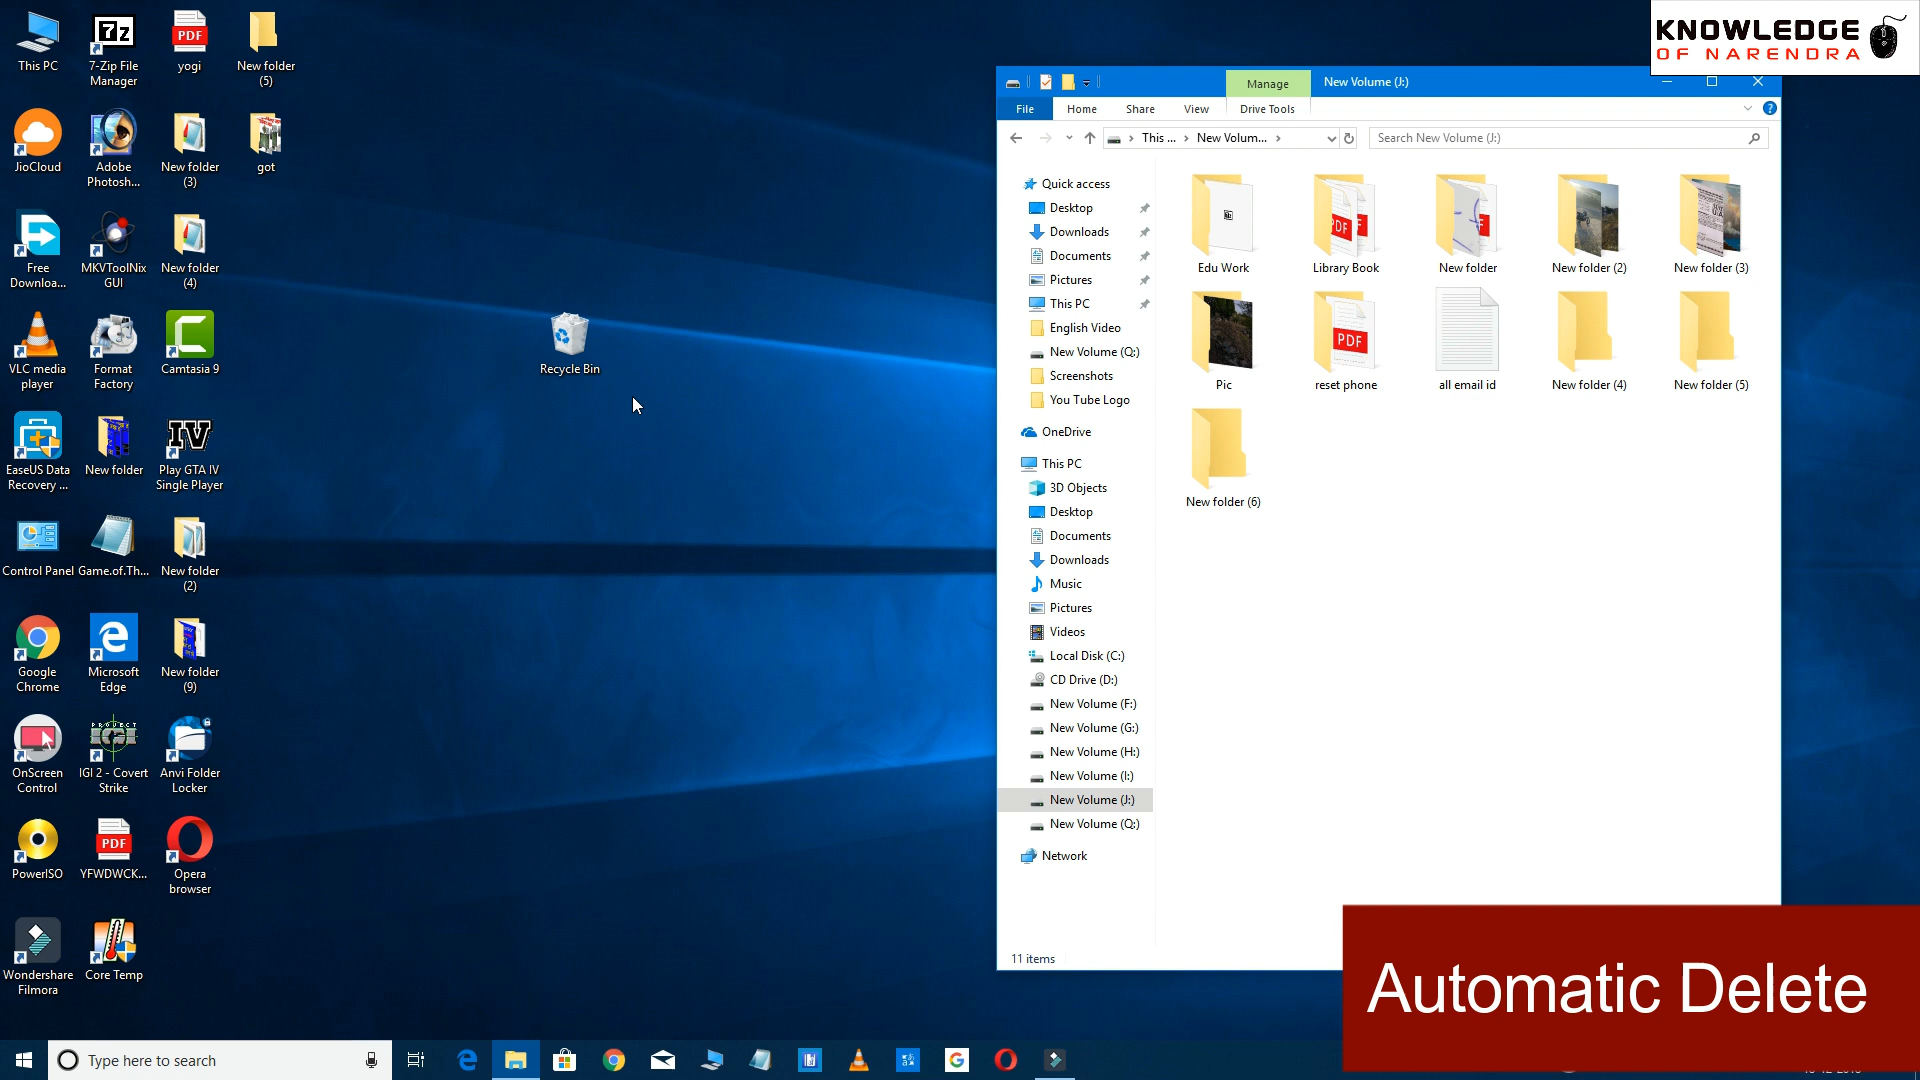 This PC
7-Zip File
Manager
yogi
New folder
(5)
JioCloud
Adobe
Photosh...
New folder
(3)
got
Free
Downloa...
MKVToolNix
GUI
New folder
(4)
VLC media
player
Format
Factory
Camtasia 9
EaseUS Data
Recovery ...
New folder
Play GTA IV
Single Player
Control Panel
Game.of.Th...
New folder
(2)
Google
Chrome
Microsoft
Edge
New folder
(9)
OnScreen
Control
IGI 2 - Covert
Strike
Anvi Folder
Locker
PowerISO
YFWDWCK...
Opera
browser
Wondershare
Filmora
Core Temp
Recycle Bin
KNOWLEDGE
OF NARENDRA
Manage
New Volume (J:)
File
Home
Share
View
Drive Tools
This ...
New Volum...
Search New Volume (J:)
Quick access
Desktop
Downloads
Documents
Pictures
This PC
English Video
New Volume (Q:)
Screenshots
You Tube Logo
OneDrive
This PC
3D Objects
Desktop
Documents
Downloads
Music
Pictures
Videos
Local Disk (C:)
CD Drive (D:)
New Volume (F:)
New Volume (G:)
New Volume (H:)
New Volume (I:)
New Volume (J:)
New Volume (Q:)
Network
Edu Work
Library Book
New folder
New folder (2)
New folder (3)
Pic
reset phone
all email id
New folder (4)
New folder (5)
New folder (6)
11 items
Automatic Delete
Type here to search